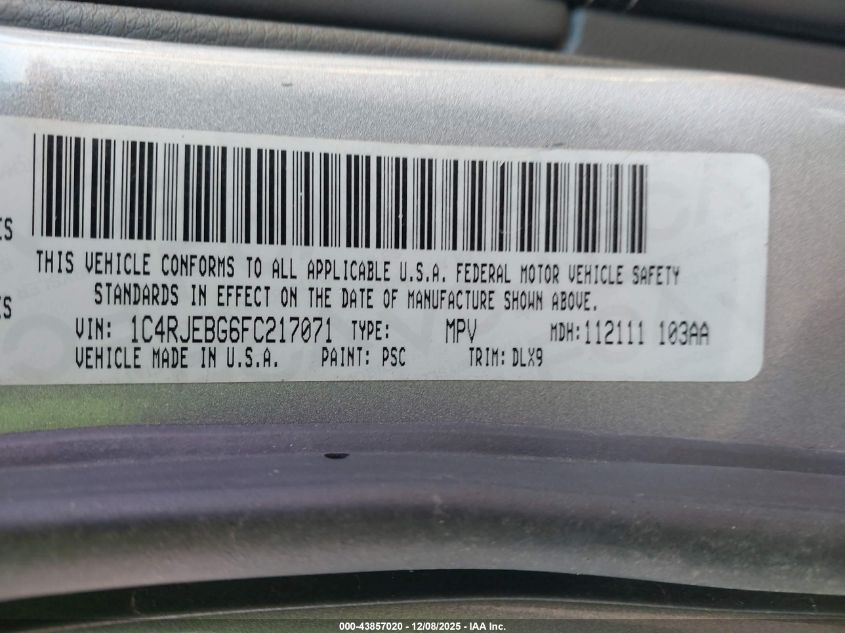 ES
THIS VEHICLE CONFORMS TO ALL APPLICABLE U.S.A. FEDERAL MOTOR VEHICLE SAFETY
STANDARDS IN EFFECT ON THE DATE OF MANUFACTURE SHOWN ABOVE.
ES
VIN: 1C4RJEBG6FC217071 TYPE: MPV MDH:112111 103AA
VEHICLE MADE IN U.S.A. PAINT: PSC TRIM: DLX9
000-43857020 - 12/08/2025 - IAA Inc.